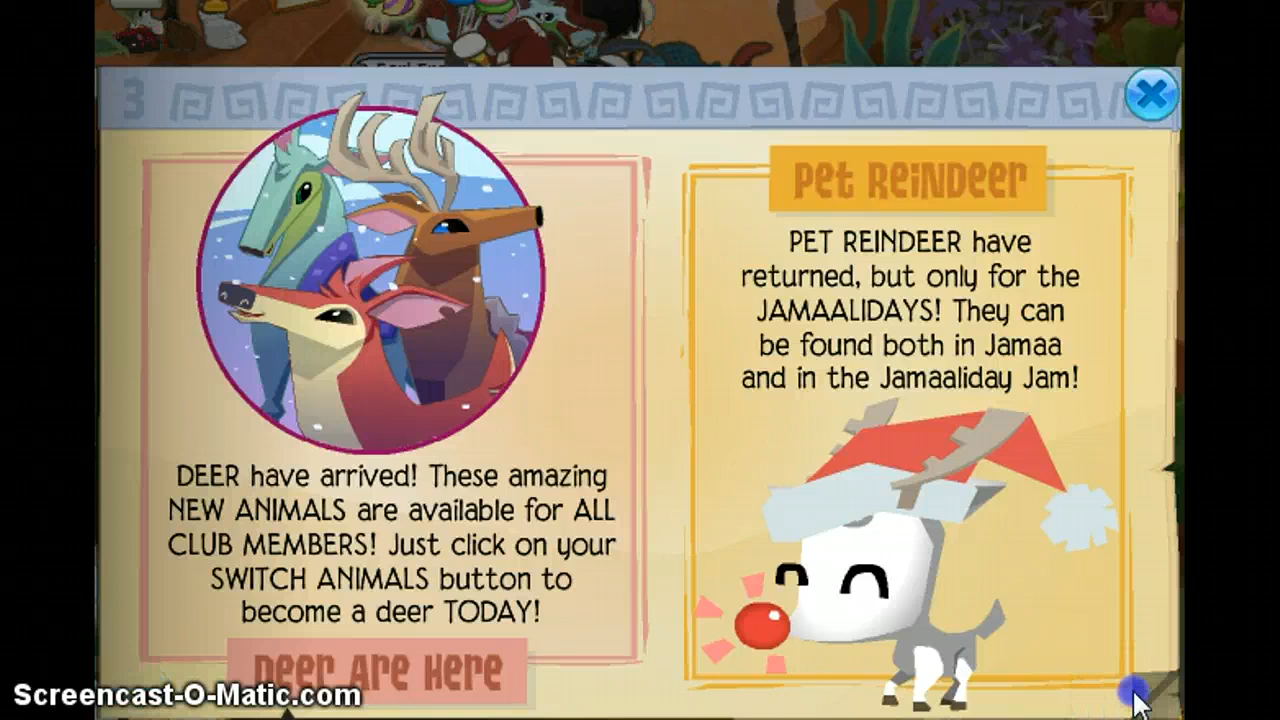 3
DEER have arrived! These amazing
NEW ANIMALS are available for ALL
CLUB MEMBERS! Just click on your
SWITCH ANIMALS button to
become a deer TODAY!
DEER ARE HERE
PET REINDEER
PET REINDEER have
returned, but only for the
JAMAALIDAYS! They can
be found both in Jamaa
and in the Jamaaliday Jam!
Screencast-O-Matic.com